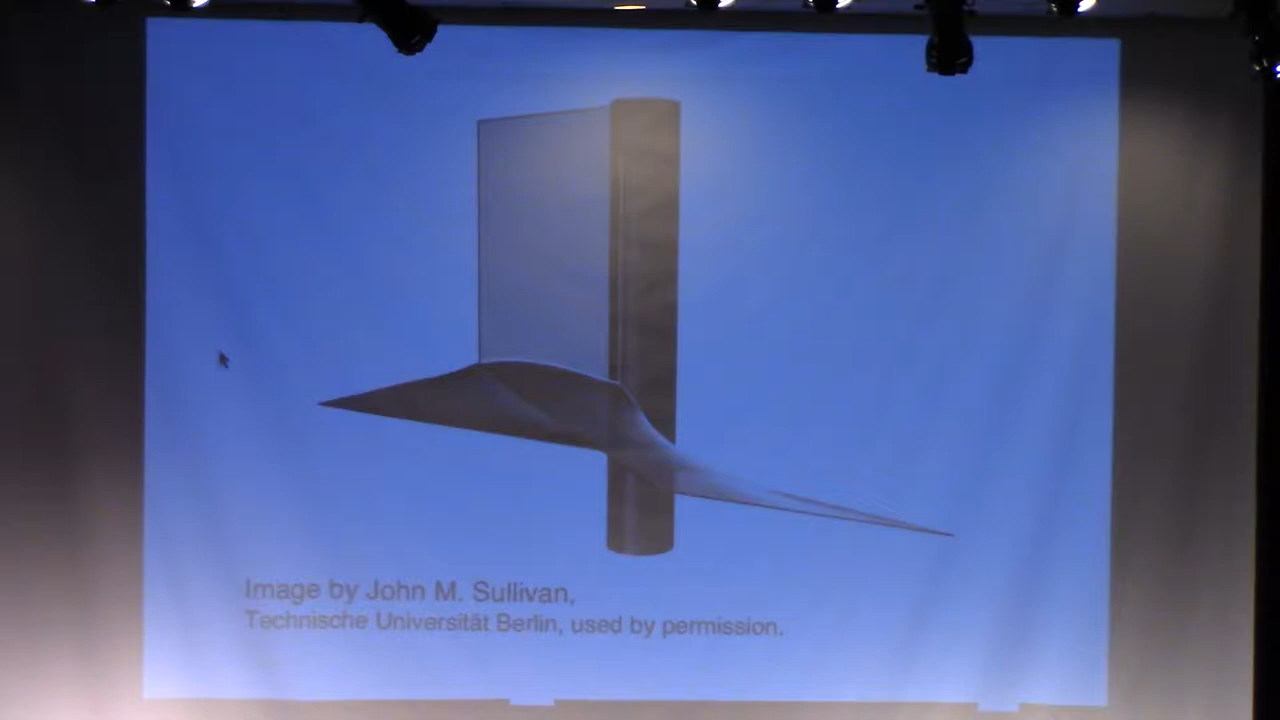 Image by John M. Sullivan,
Technische Universität Berlin, used by permission.